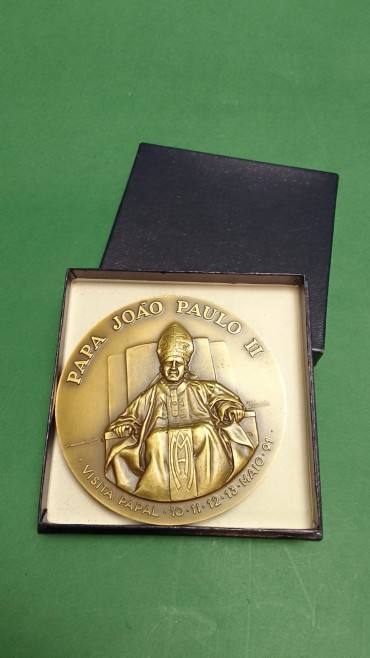 PAPA JOÃO PAULO II
· VISITA PAPAL · 10 · 11 · 12 · 13 · MAIO · 91 ·